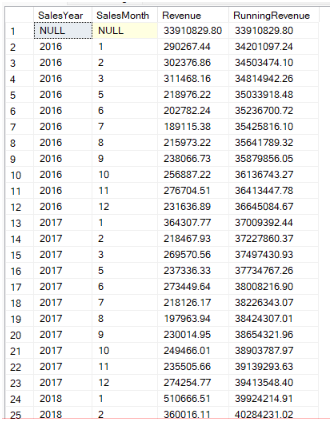 SalesYear SalesMonth Revenue RunningRevenue
1 NULL NULL 33910829.80 33910829.80
2 2016 1 290267.44 34201097.24
3 2016 2 302376.86 34503474.10
4 2016 3 311468.16 34814942.26
5 2016 5 218976.22 35033918.48
6 2016 6 202782.24 35236700.72
7 2016 7 189115.38 35425816.10
8 2016 8 215973.22 35641789.32
9 2016 9 238066.73 35879856.05
10 2016 10 256887.22 36136743.27
11 2016 11 276704.51 36413447.78
12 2016 12 231636.89 36645084.67
13 2017 1 364307.77 37009392.44
14 2017 2 218467.93 37227860.37
15 2017 3 269570.56 37497430.93
16 2017 5 237336.33 37734767.26
17 2017 6 273449.64 38008216.90
18 2017 7 218126.17 38226343.07
19 2017 8 197963.94 38424307.01
20 2017 9 230014.95 38654321.96
21 2017 10 249466.01 38903787.97
22 2017 11 235505.66 39139293.63
23 2017 12 274254.77 39413548.40
24 2018 1 510666.51 39924214.91
25 2018 2 360016.11 40284231.02